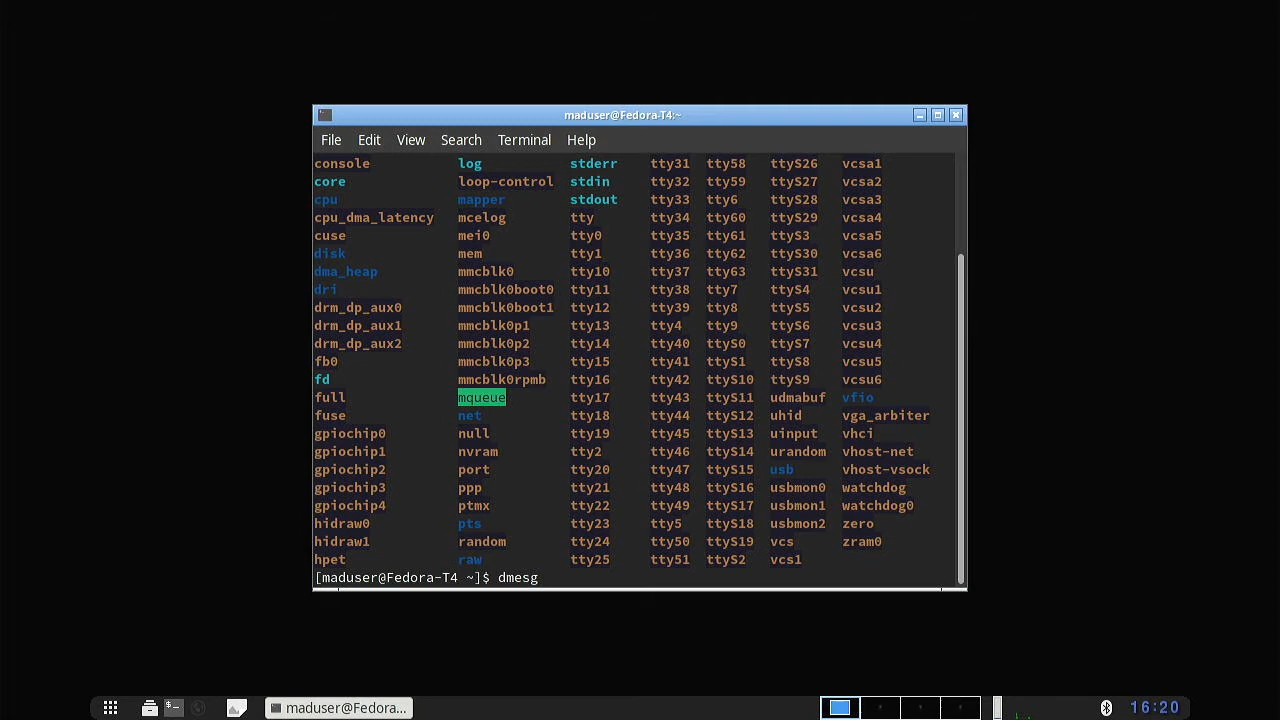 maduser@Fedora-T4:~
File Edit View Search Terminal Help
console log stderr tty31 tty58 ttyS26 vcsa1
core loop-control stdin tty32 tty59 ttyS27 vcsa2
cpu mapper stdout tty33 tty6 ttyS28 vcsa3
cpu_dma_latency mcelog tty tty34 tty60 ttyS29 vcsa4
cuse mei0 tty0 tty35 tty61 ttyS3 vcsa5
disk mem tty1 tty36 tty62 ttyS30 vcsa6
dma_heap mmcblk0 tty10 tty37 tty63 ttyS31 vcsu
dri mmcblk0boot0 tty11 tty38 tty7 ttyS4 vcsu1
drm_dp_aux0 mmcblk0boot1 tty12 tty39 tty8 ttyS5 vcsu2
drm_dp_aux1 mmcblk0p1 tty13 tty4 tty9 ttyS6 vcsu3
drm_dp_aux2 mmcblk0p2 tty14 tty40 ttyS0 ttyS7 vcsu4
fb0 mmcblk0p3 tty15 tty41 ttyS1 ttyS8 vcsu5
fd mmcblk0rpmb tty16 tty42 ttyS10 ttyS9 vcsu6
full mqueue tty17 tty43 ttyS11 udmabuf vfio
fuse net tty18 tty44 ttyS12 uhid vga_arbiter
gpiochip0 null tty19 tty45 ttyS13 uinput vhci
gpiochip1 nvram tty2 tty46 ttyS14 urandom vhost-net
gpiochip2 port tty20 tty47 ttyS15 usb vhost-vsock
gpiochip3 ppp tty21 tty48 ttyS16 usbmon0 watchdog
gpiochip4 ptmx tty22 tty49 ttyS17 usbmon1 watchdog0
hidraw0 pts tty23 tty5 ttyS18 usbmon2 zero
hidraw1 random tty24 tty50 ttyS19 vcs zram0
hpet raw tty25 tty51 ttyS2 vcs1
[maduser@Fedora-T4 ~]$ dmesg
maduser@Fedora... 16:20